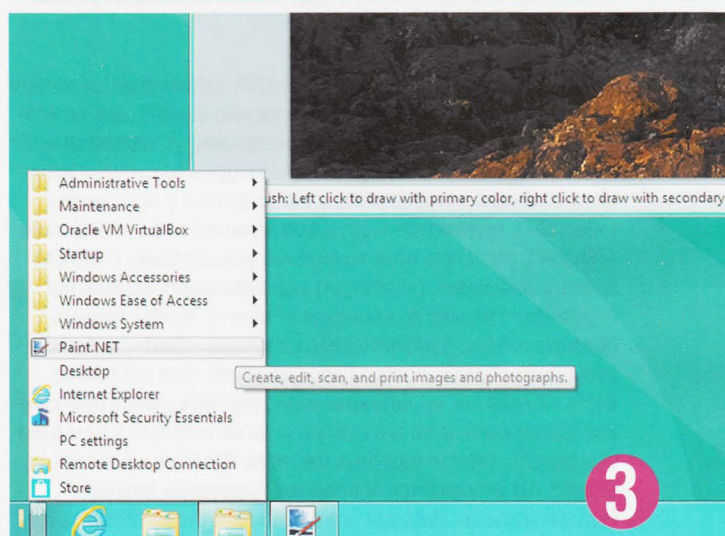 ush: Left click to draw with primary color, right click to draw with secondary
Administrative Tools
Maintenance
Oracle VM VirtualBox
Startup
Windows Accessories
Windows Ease of Access
Windows System
Paint.NET
Create, edit, scan, and print images and photographs.
Desktop
Internet Explorer
Microsoft Security Essentials
PC settings
Remote Desktop Connection
Store
3